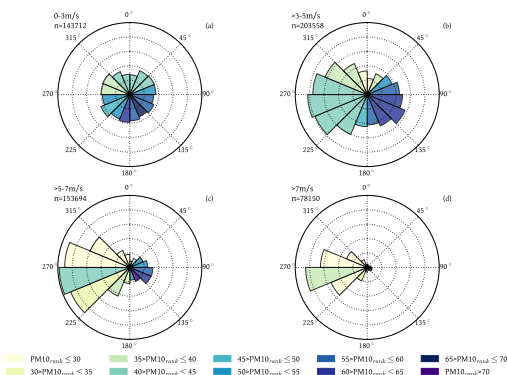 0-3m/s
n=143712
(a)
0°
45°
90°
135°
180°
225
270°
315°
>3-5m/s
n=203558
(b)
0°
45°
90°
135°
180°
225
270°
315°
>5-7m/s
n=153694
(c)
0°
45°
90°
135°
180°
225
270°
315°
>7m/s
n=78150
(d)
0°
45°
90°
135°
180°
225
270°
315°
PM10rank ≤ 30
35>PM10rank ≤ 40
45>PM10rank ≤ 50
55>PM10rank ≤ 60
65>PM10rank ≤ 70
30>PM10rank < 35
40>PM10rank < 45
50>PM10rank < 55
60>PM10rank < 65
PM10rank>70